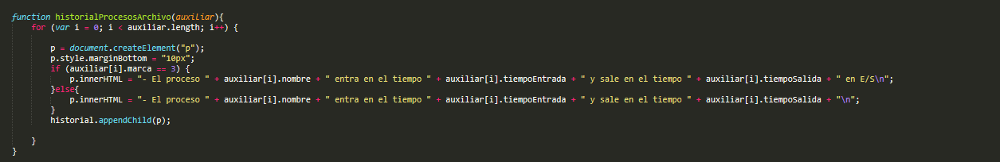 function historialProcesosArchivo(auxiliar){
for (var i = 0; i < auxiliar.length; i++) {
p = document.createElement("p");
p.style.marginBottom = "10px";
if (auxiliar[i].marca == 3) {
p.innerHTML = "- El proceso " + auxiliar[i].nombre + " entra en el tiempo " + auxiliar[i].tiempoEntrada + " y sale en el tiempo " + auxiliar[i].tiempoSalida + " en E/S\n";
}else{
p.innerHTML = "- El proceso " + auxiliar[i].nombre + " entra en el tiempo " + auxiliar[i].tiempoEntrada + " y sale en el tiempo " + auxiliar[i].tiempoSalida + "\n";
}
historial.appendChild(p);
}
}